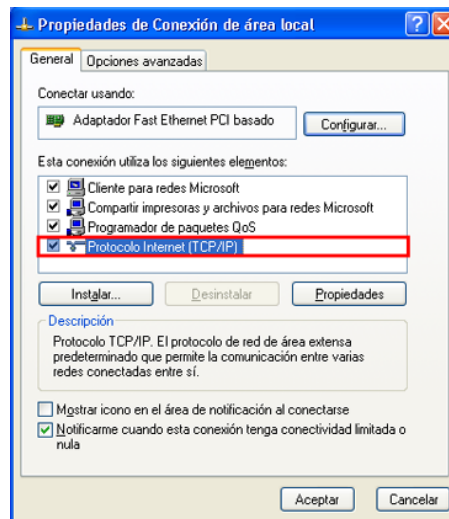 Propiedades de Conexión de área local
General
Opciones avanzadas
Conectar usando:
Adaptador Fast Ethernet PCI basado
Configurar...
Esta conexión utiliza los siguientes elementos:
Cliente para redes Microsoft
Compartir impresoras y archivos para redes Microsoft
Programador de paquetes QoS
Protocolo Internet (TCP/IP)
Instalar...
Desinstalar
Propiedades
Descripción
Protocolo TCP/IP. El protocolo de red de área extensa
predeterminado que permite la comunicación entre varias
redes conectadas entre sí.
Mostrar icono en el área de notificación al conectarse
Notificarme cuando esta conexión tenga conectividad limitada o
nula
Aceptar
Cancelar